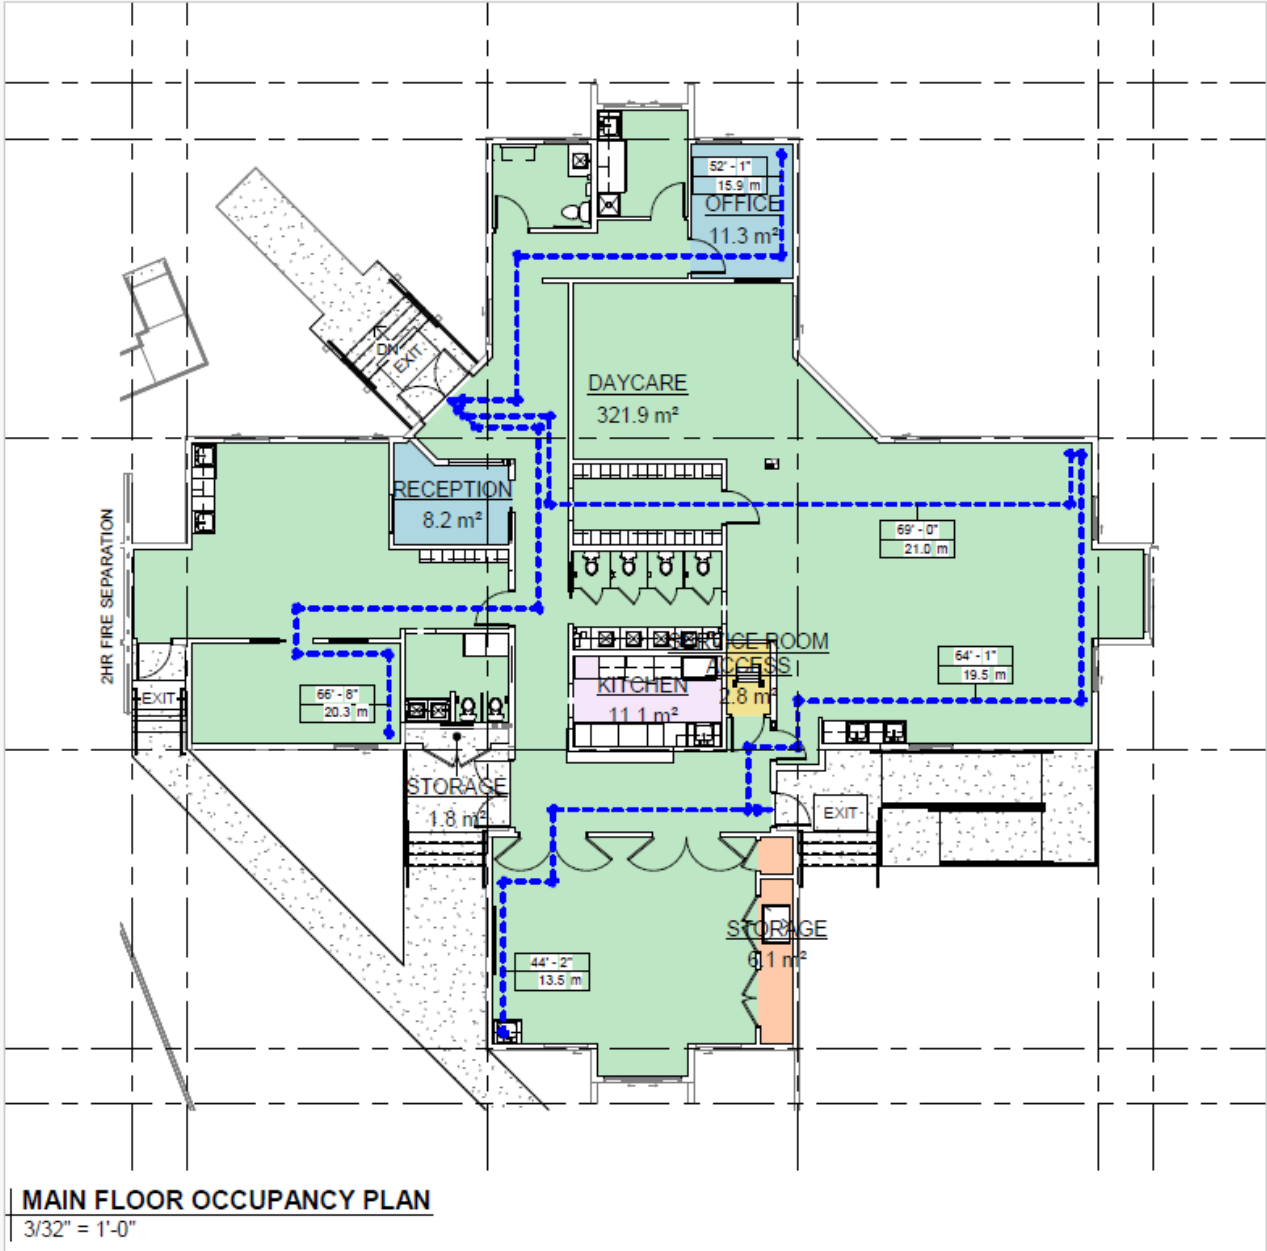 52' - 1"
15.9 m
OFFICE
11.3 m²
DN
EXIT
DAYCARE
321.9 m²
RECEPTION
8.2 m²
69' - 0"
21.0 m
2HR FIRE SEPARATION
SERVICE ROOM
ACCESS
2.8 m²
64' - 1"
19.5 m
KITCHEN
11.1 m²
66' - 8"
20.3 m
EXIT
STORAGE
1.8 m²
EXIT
STORAGE
6.1 m²
44' - 2"
13.5 m
MAIN FLOOR OCCUPANCY PLAN
3/32" = 1'-0"